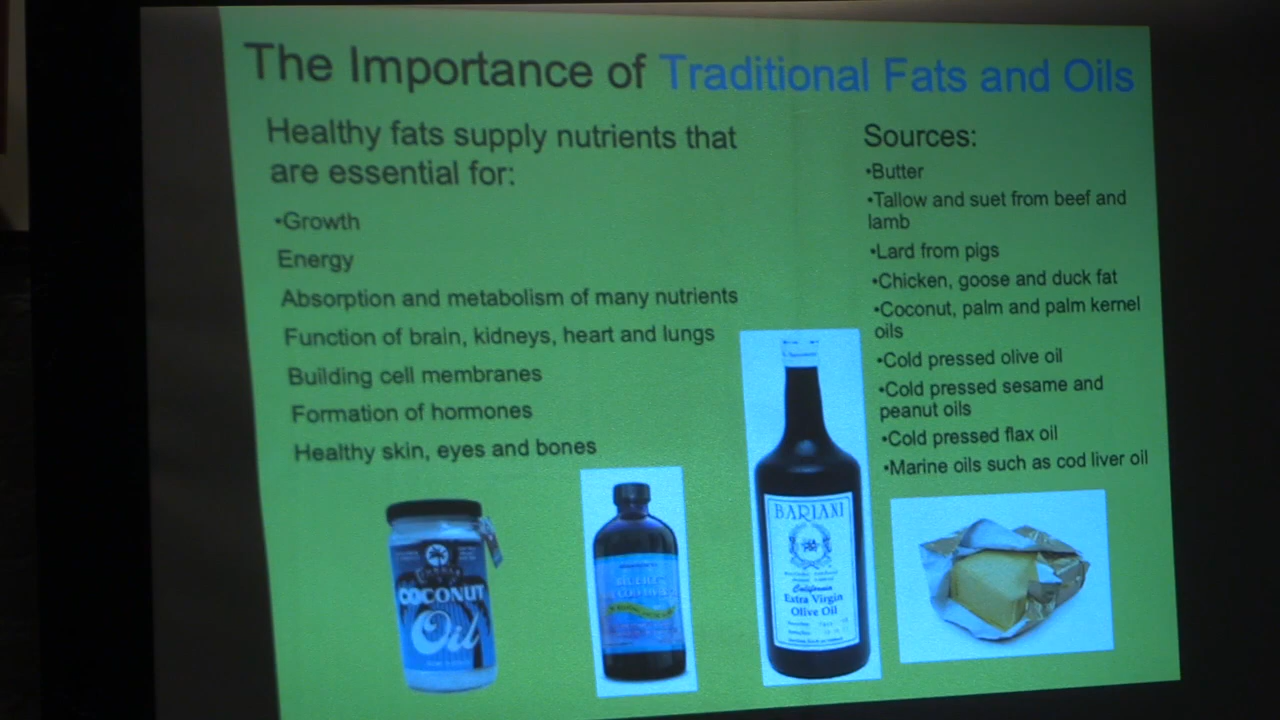 The Importance of Traditional Fats and Oils
Healthy fats supply nutrients that
are essential for:
•Growth
Energy
Absorption and metabolism of many nutrients
Function of brain, kidneys, heart and lungs
Building cell membranes
Formation of hormones
Healthy skin, eyes and bones
Sources:
•Butter
•Tallow and suet from beef and
lamb
•Lard from pigs
•Chicken, goose and duck fat
•Coconut, palm and palm kernel
oils
•Cold pressed olive oil
•Cold pressed sesame and
peanut oils
•Cold pressed flax oil
•Marine oils such as cod liver oil
COCONUT
Oil
BARIANI
California
Extra Virgin
Olive Oil